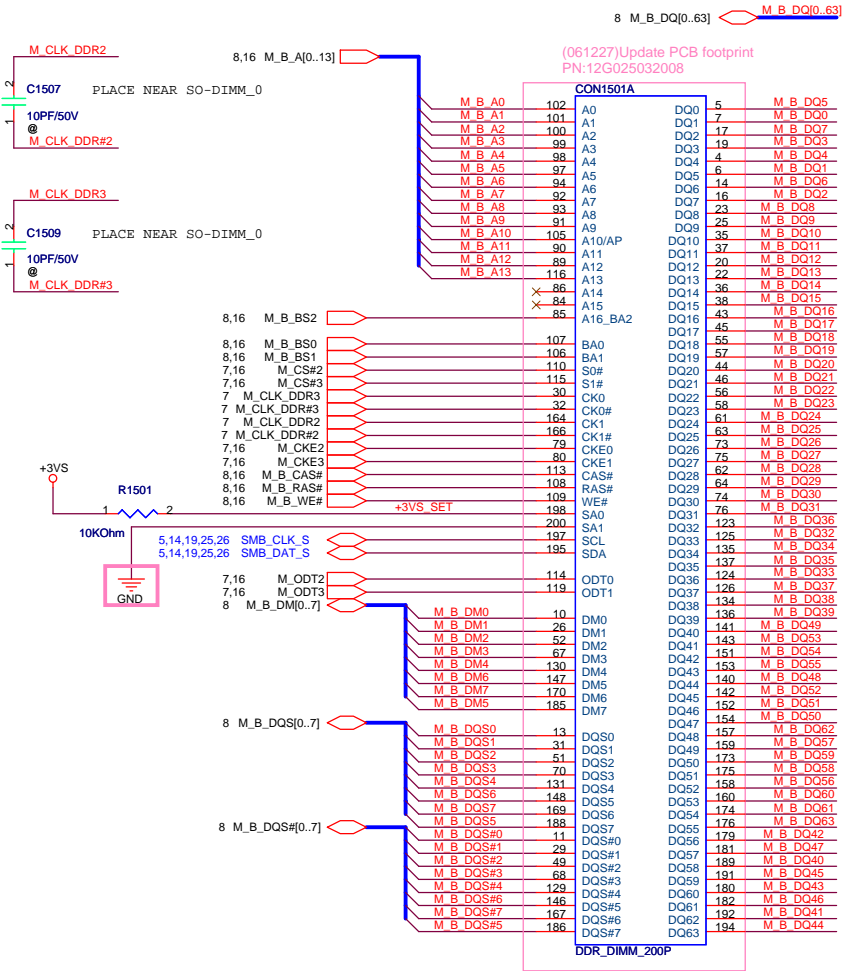 8 M_B_DQ[0..63]
M_B_DQ[0..63]
M_CLK_DDR2
2
C1507
PLACE NEAR SO-DIMM_0
10PF/50V
1
@
M_CLK_DDR#2
M_CLK_DDR3
2
C1509
PLACE NEAR SO-DIMM_0
10PF/50V
1
@
M_CLK_DDR#3
8,16 M_B_A[0..13]
(061227)Update PCB footprint
PN:12G025032008
CON1501A
M_B_A0 102 A0 DQ0 5 M_B_DQ5
M_B_A1 101 A1 DQ1 7 M_B_DQ0
M_B_A2 100 A2 DQ2 17 M_B_DQ7
M_B_A3 99 A3 DQ3 19 M_B_DQ3
M_B_A4 98 A4 DQ4 4 M_B_DQ4
M_B_A5 97 A5 DQ5 6 M_B_DQ1
M_B_A6 94 A6 DQ6 14 M_B_DQ6
M_B_A7 92 A7 DQ7 16 M_B_DQ2
M_B_A8 93 A8 DQ8 23 M_B_DQ8
M_B_A9 91 A9 DQ9 25 M_B_DQ9
M_B_A10 105 A10/AP DQ10 35 M_B_DQ10
M_B_A11 90 A11 DQ11 37 M_B_DQ11
M_B_A12 89 A12 DQ12 20 M_B_DQ12
M_B_A13 116 A13 DQ13 22 M_B_DQ13
86 A14 DQ14 36 M_B_DQ14
84 A15 DQ15 38 M_B_DQ15
8,16 M_B_BS2 85 A16_BA2 DQ16 43 M_B_DQ16
DQ17 45 M_B_DQ17
8,16 M_B_BS0 107 BA0 DQ18 55 M_B_DQ18
8,16 M_B_BS1 106 BA1 DQ19 57 M_B_DQ19
7,16 M_CS#2 110 S0# DQ20 44 M_B_DQ20
7,16 M_CS#3 115 S1# DQ21 46 M_B_DQ21
7 M_CLK_DDR3 30 CK0 DQ22 56 M_B_DQ22
7 M_CLK_DDR#3 32 CK0# DQ23 58 M_B_DQ23
7 M_CLK_DDR2 164 CK1 DQ24 61 M_B_DQ24
7 M_CLK_DDR#2 166 CK1# DQ25 63 M_B_DQ25
7,16 M_CKE2 79 CKE0 DQ26 73 M_B_DQ26
7,16 M_CKE3 80 CKE1 DQ27 75 M_B_DQ27
8,16 M_B_CAS# 113 CAS# DQ28 62 M_B_DQ28
8,16 M_B_RAS# 108 RAS# DQ29 64 M_B_DQ29
8,16 M_B_WE# 109 WE# DQ30 74 M_B_DQ30
+3VS
R1501
1 2
10KOhm
+3VS_SET 198 SA0 DQ31 76 M_B_DQ31
200 SA1 DQ32 123 M_B_DQ36
5,14,19,25,26 SMB_CLK_S 197 SCL DQ33 125 M_B_DQ32
5,14,19,25,26 SMB_DAT_S 195 SDA DQ34 135 M_B_DQ34
DQ35 137 M_B_DQ35
GND
7,16 M_ODT2 114 ODT0 DQ36 124 M_B_DQ33
7,16 M_ODT3 119 ODT1 DQ37 126 M_B_DQ37
8 M_B_DM[0..7] DQ38 134 M_B_DQ38
M_B_DM0 10 DM0 DQ39 136 M_B_DQ39
M_B_DM1 26 DM1 DQ40 141 M_B_DQ49
M_B_DM2 52 DM2 DQ41 143 M_B_DQ53
M_B_DM3 67 DM3 DQ42 151 M_B_DQ54
M_B_DM4 130 DM4 DQ43 153 M_B_DQ55
M_B_DM6 147 DM5 DQ44 140 M_B_DQ48
M_B_DM7 170 DM6 DQ45 142 M_B_DQ52
M_B_DM5 185 DM7 DQ46 152 M_B_DQ51
DQ47 154 M_B_DQ50
8 M_B_DQS[0..7]
M_B_DQS0 13 DQS0 DQ48 157 M_B_DQ62
M_B_DQS1 31 DQS1 DQ49 159 M_B_DQ57
M_B_DQS2 51 DQS2 DQ50 173 M_B_DQ59
M_B_DQS3 70 DQS3 DQ51 175 M_B_DQ58
M_B_DQS4 131 DQS4 DQ52 158 M_B_DQ56
M_B_DQS6 148 DQS5 DQ53 160 M_B_DQ60
M_B_DQS7 169 DQS6 DQ54 174 M_B_DQ61
M_B_DQS5 188 DQS7 DQ55 176 M_B_DQ63
8 M_B_DQS#[0..7]
M_B_DQS#0 11 DQS#0 DQ56 179 M_B_DQ42
M_B_DQS#1 29 DQS#1 DQ57 181 M_B_DQ47
M_B_DQS#2 49 DQS#2 DQ58 189 M_B_DQ40
M_B_DQS#3 68 DQS#3 DQ59 191 M_B_DQ45
M_B_DQS#4 129 DQS#4 DQ60 180 M_B_DQ43
M_B_DQS#6 146 DQS#5 DQ61 182 M_B_DQ46
M_B_DQS#7 167 DQS#6 DQ62 192 M_B_DQ41
M_B_DQS#5 186 DQS#7 DQ63 194 M_B_DQ44
DDR_DIMM_200P